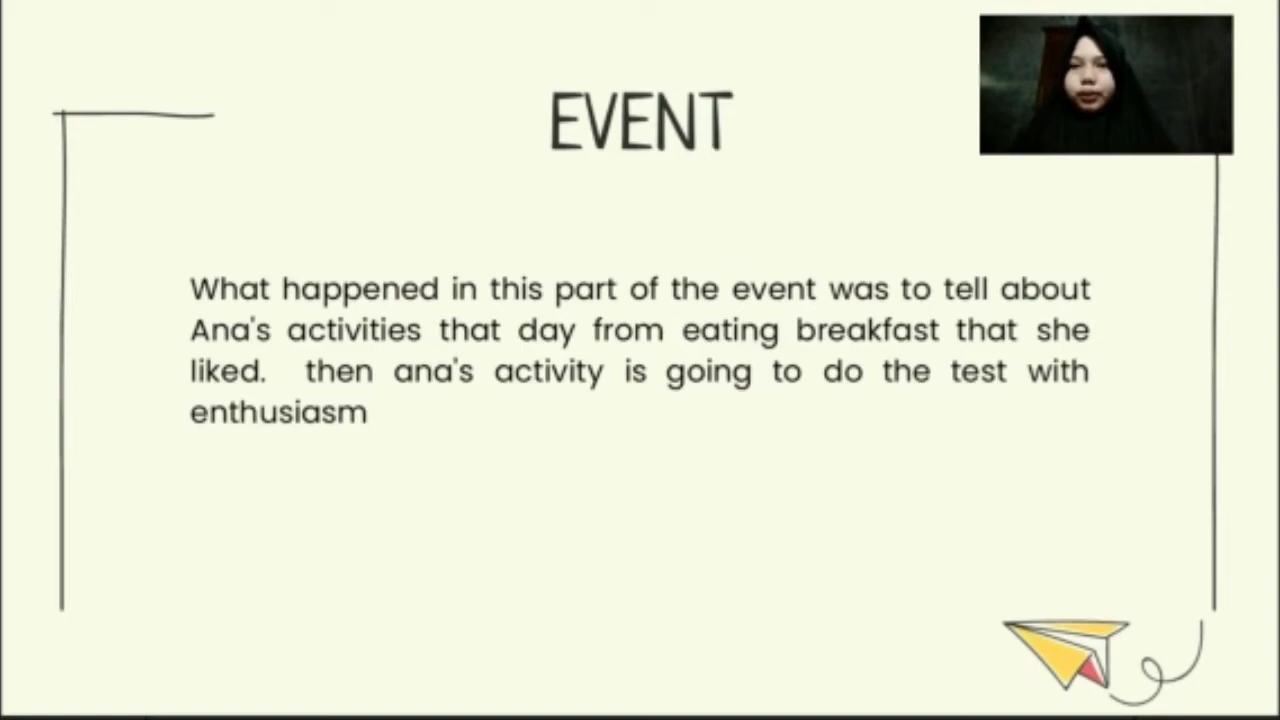 EVENT
What happened in this part of the event was to tell about
Ana's activities that day from eating breakfast that she
liked.  then ana's activity is going to do the test with
enthusiasm